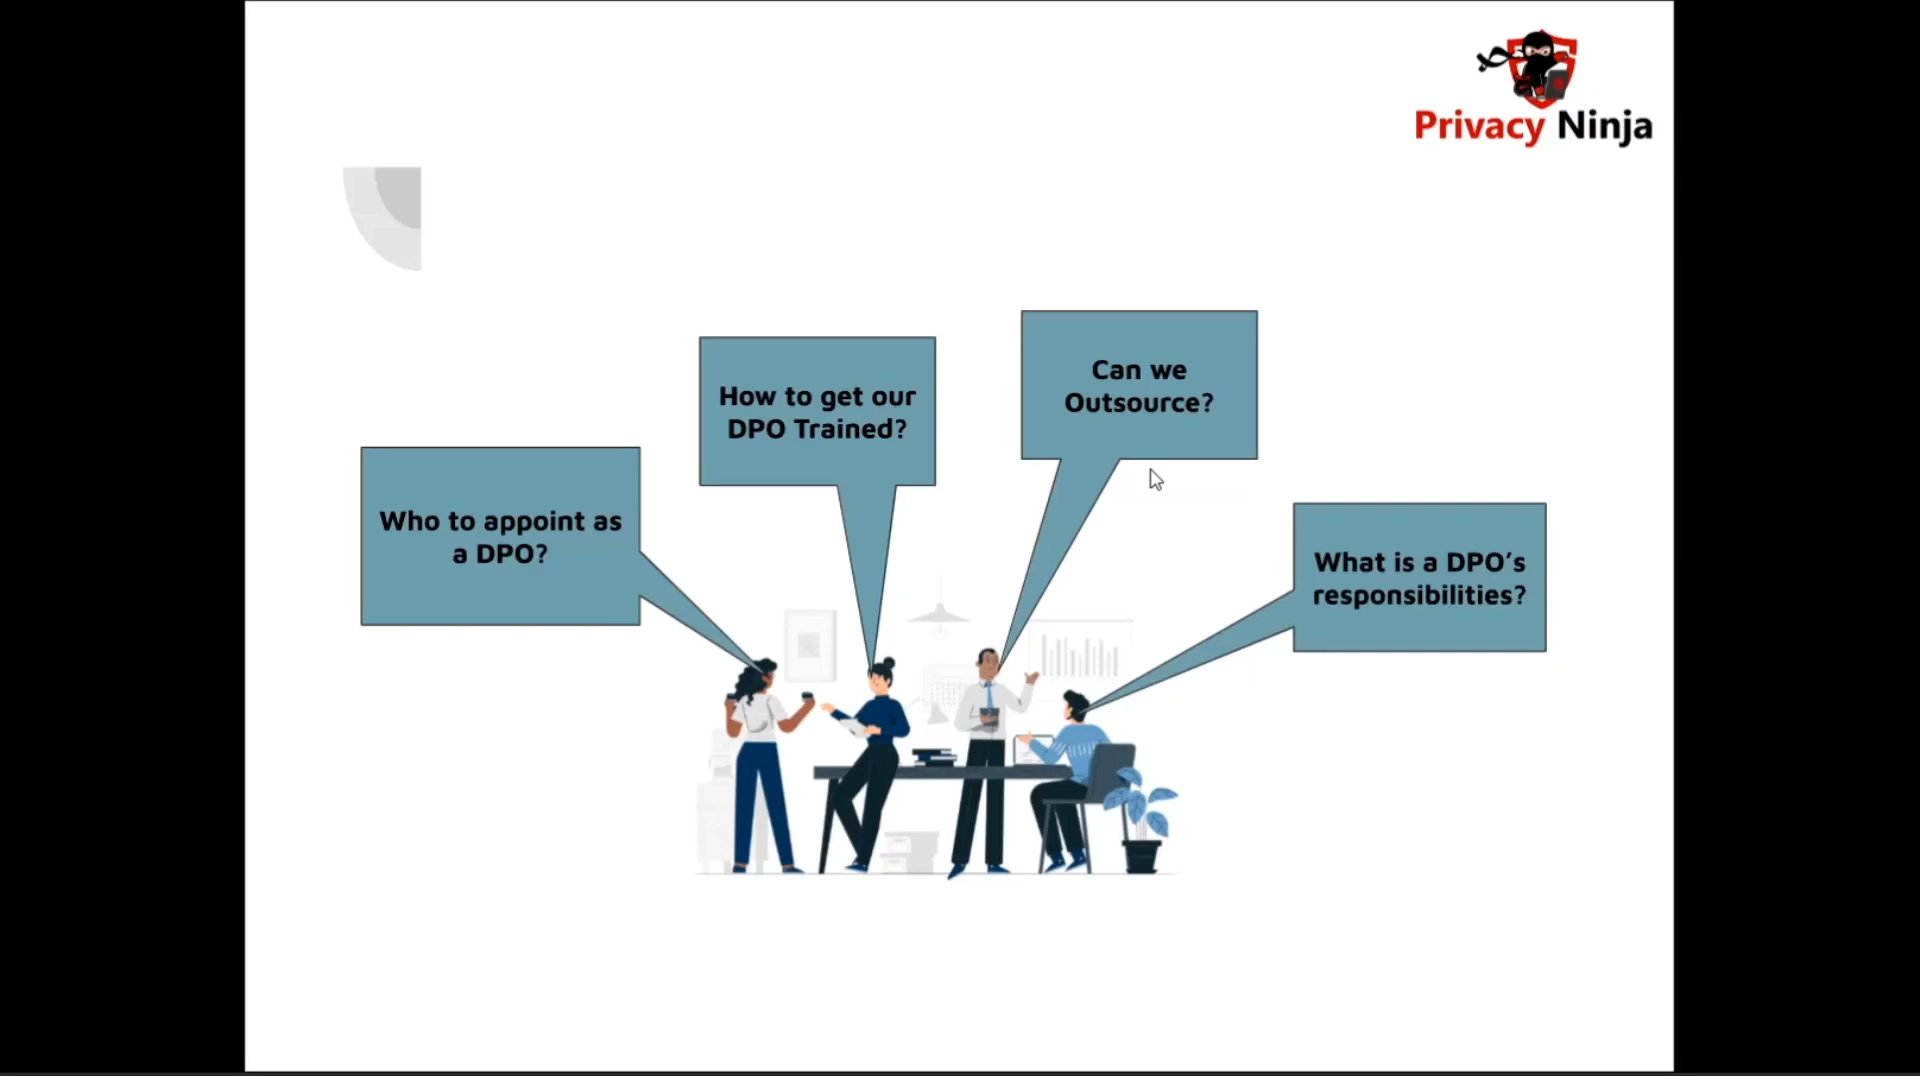 Privacy Ninja
Who to appoint as
a DPO?
How to get our
DPO Trained?
Can we
Outsource?
What is a DPO’s
responsibilities?